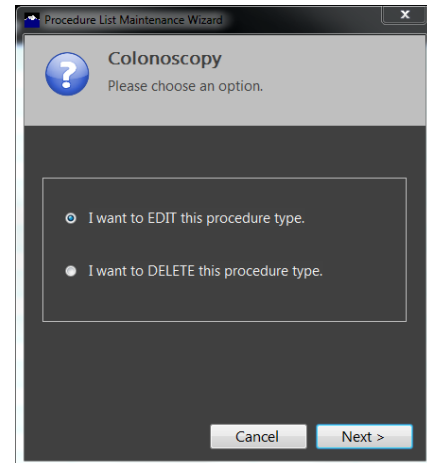 Procedure List Maintenance Wizard
x
?
Colonoscopy
Please choose an option.
I want to EDIT this procedure type.
I want to DELETE this procedure type.
Cancel
Next >